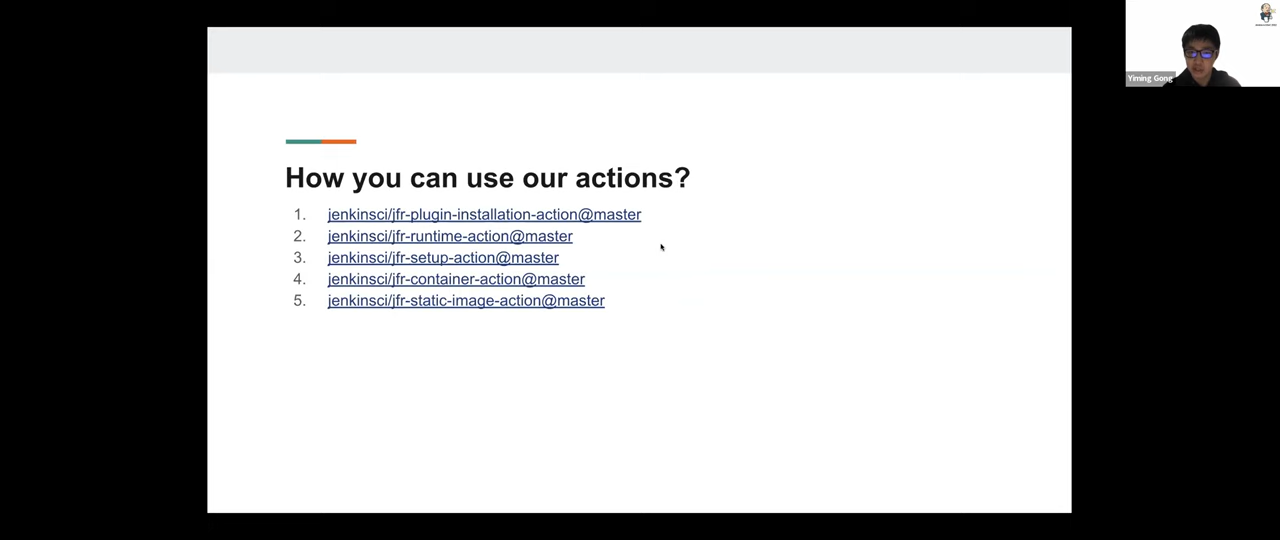 How you can use our actions?
1. jenkinsci/jfr-plugin-installation-action@master
2. jenkinsci/jfr-runtime-action@master
3. jenkinsci/jfr-setup-action@master
4. jenkinsci/jfr-container-action@master
5. jenkinsci/jfr-static-image-action@master
Yiming Gong